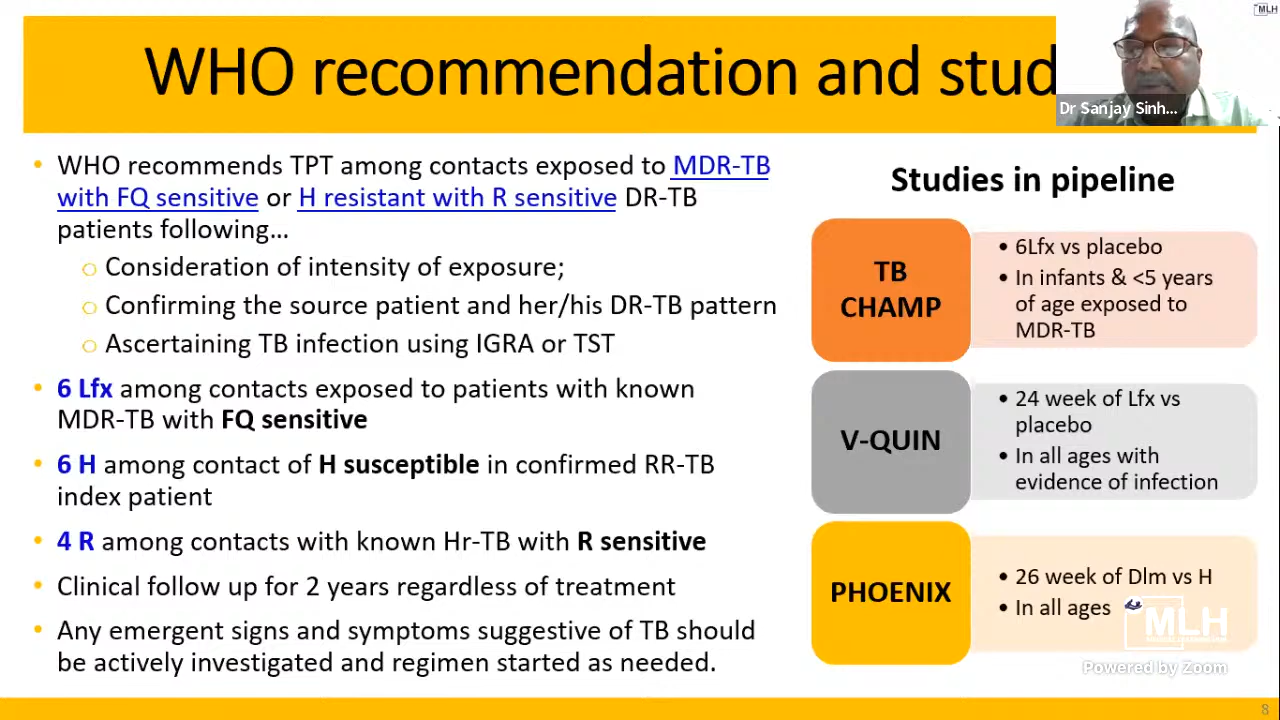 MLH
WHO recommendation and stud
Dr Sanjay Sinh...
• WHO recommends TPT among contacts exposed to MDR-TB
with FQ sensitive or H resistant with R sensitive DR-TB
patients following…
o Consideration of intensity of exposure;
o Confirming the source patient and her/his DR-TB pattern
o Ascertaining TB infection using IGRA or TST
• 6 Lfx among contacts exposed to patients with known
MDR-TB with FQ sensitive
• 6 H among contact of H susceptible in confirmed RR-TB
index patient
• 4 R among contacts with known Hr-TB with R sensitive
• Clinical follow up for 2 years regardless of treatment
• Any emergent signs and symptoms suggestive of TB should
be actively investigated and regimen started as needed.
Studies in pipeline
TB
CHAMP
• 6Lfx vs placebo
• In infants & <5 years
of age exposed to
MDR-TB
V-QUIN
• 24 week of Lfx vs
placebo
• In all ages with
evidence of infection
PHOENIX
• 26 week of Dlm vs H
• In all ages
MLH
Powered by Zoom
8